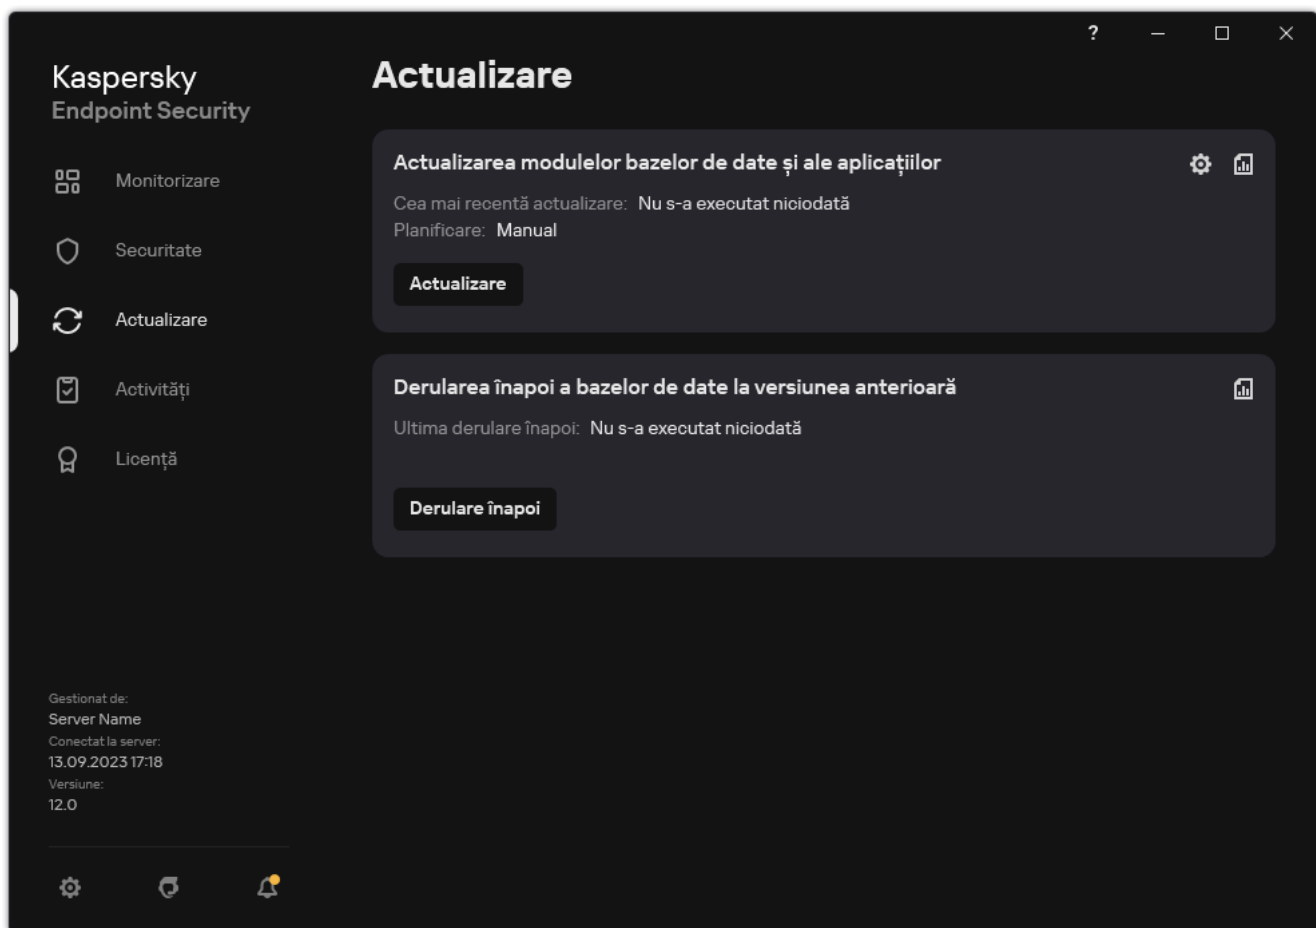 ?
Kaspersky
Endpoint Security
Monitorizare
Securitate
Actualizare
Activități
Licență
Gestionat de:
Server Name
Conectat la server:
13.09.2023 17:18
Versiune:
12.0
Actualizare
Actualizarea modulelor bazelor de date și ale aplicațiilor
Cea mai recentă actualizare: Nu s-a executat niciodată
Planificare: Manual
Actualizare
Derularea înapoi a bazelor de date la versiunea anterioară
Ultima derulare înapoi: Nu s-a executat niciodată
Derulare înapoi